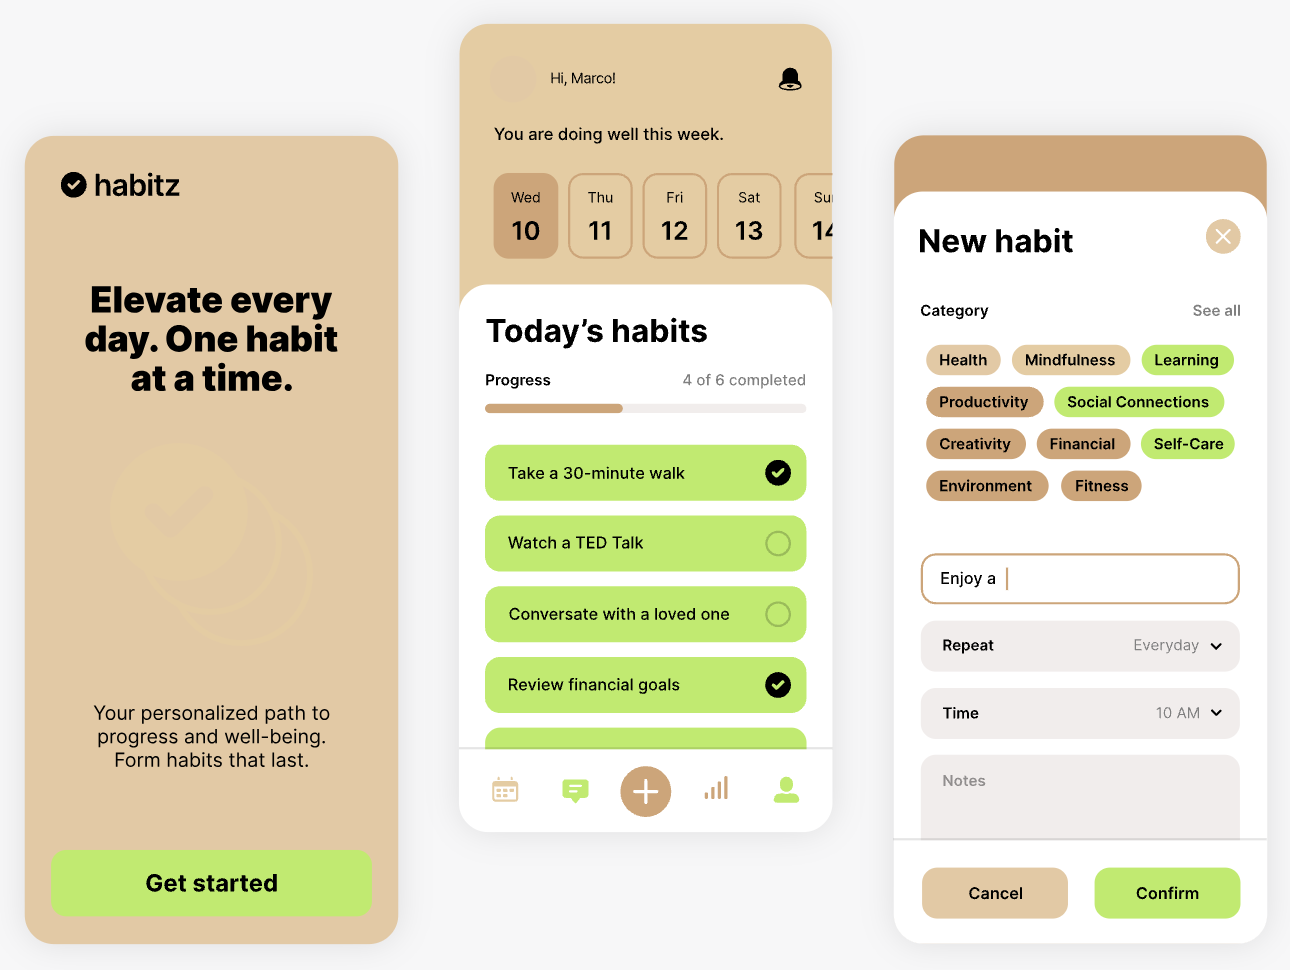 habitz
Elevate every
day. One habit
at a time.
Your personalized path to
progress and well-being.
Form habits that last.
Get started
Hi, Marco!
You are doing well this week.
Wed Thu Fri Sat Sun
10 11 12 13 14
Today's habits
Progress 4 of 6 completed
Take a 30-minute walk
Watch a TED Talk
Conversate with a loved one
Review financial goals
New habit
Category See all
Health Mindfulness Learning
Productivity Social Connections
Creativity Financial Self-Care
Environment Fitness
Enjoy a
Repeat Everyday
Time 10 AM
Notes
Cancel Confirm